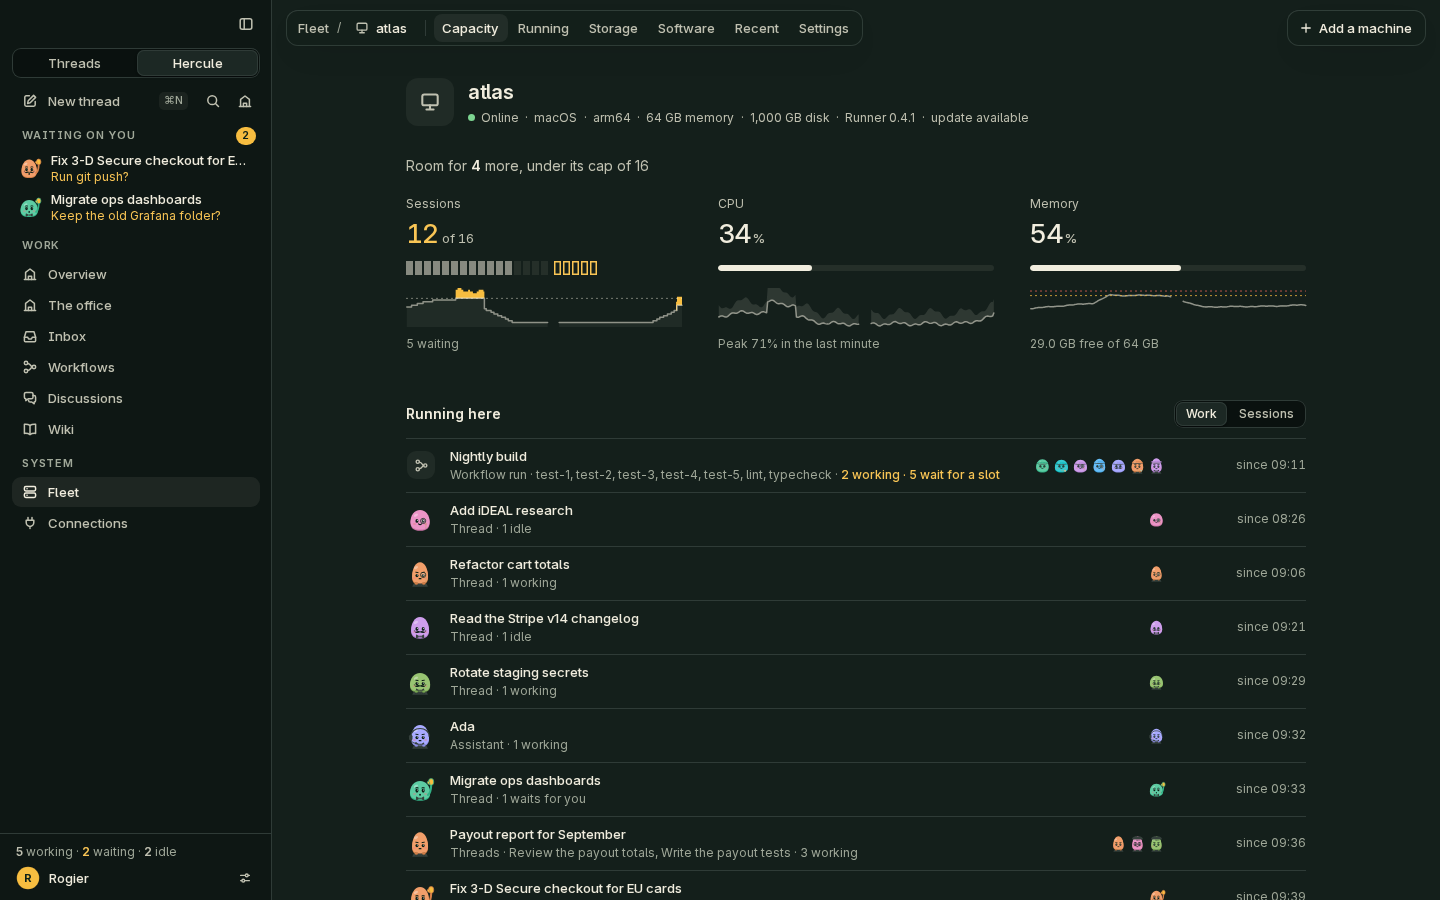 Threads
Hercule
New thread
⌘N
WAITING ON YOU
2
Fix 3-D Secure checkout for E…
Run git push?
Migrate ops dashboards
Keep the old Grafana folder?
WORK
Overview
The office
Inbox
Workflows
Discussions
Wiki
SYSTEM
Fleet
Connections
5 working · 2 waiting · 2 idle
R
Rogier
Fleet / atlas
Capacity
Running
Storage
Software
Recent
Settings
+ Add a machine
atlas
Online · macOS · arm64 · 64 GB memory · 1,000 GB disk · Runner 0.4.1 · update available
Room for 4 more, under its cap of 16
Sessions
12 of 16
5 waiting
CPU
34%
Peak 71% in the last minute
Memory
54%
29.0 GB free of 64 GB
Running here
Work
Sessions
Nightly build
Workflow run · test-1, test-2, test-3, test-4, test-5, lint, typecheck · 2 working · 5 wait for a slot
since 09:11
Add iDEAL research
Thread · 1 idle
since 08:26
Refactor cart totals
Thread · 1 working
since 09:06
Read the Stripe v14 changelog
Thread · 1 idle
since 09:21
Rotate staging secrets
Thread · 1 working
since 09:29
Ada
Assistant · 1 working
since 09:32
Migrate ops dashboards
Thread · 1 waits for you
since 09:33
Payout report for September
Threads · Review the payout totals, Write the payout tests · 3 working
since 09:36
Fix 3-D Secure checkout for EU cards
since 09:39